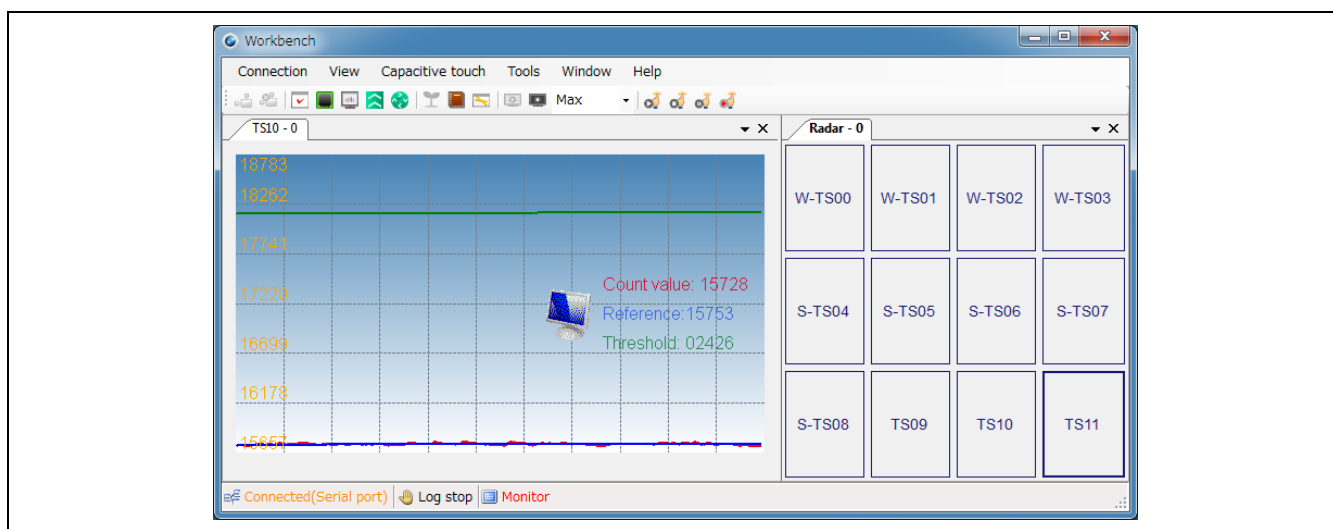 Workbench
Connection View Capacitive touch Tools Window Help
Max
TS10 - 0
18783
18262
17741
17220
16699
16178
15657
Count value: 15728
Reference:15753
Threshold: 02426
Radar - 0
W-TS00 W-TS01 W-TS02 W-TS03
S-TS04 S-TS05 S-TS06 S-TS07
S-TS08 TS09 TS10 TS11
Connected(Serial port) Log stop Monitor